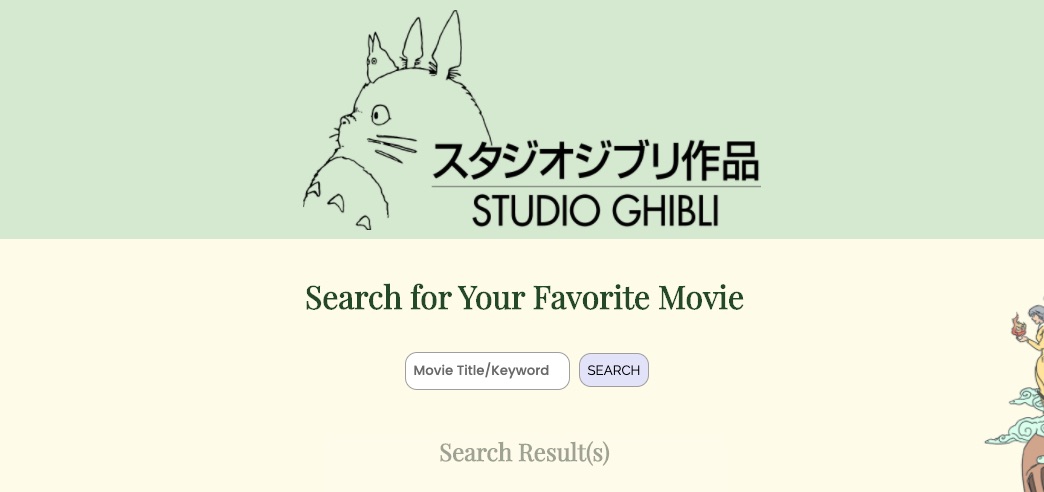 スタジオジブリ作品
STUDIO GHIBLI
Search for Your Favorite Movie
Movie Title/Keyword
SEARCH
Search Result(s)